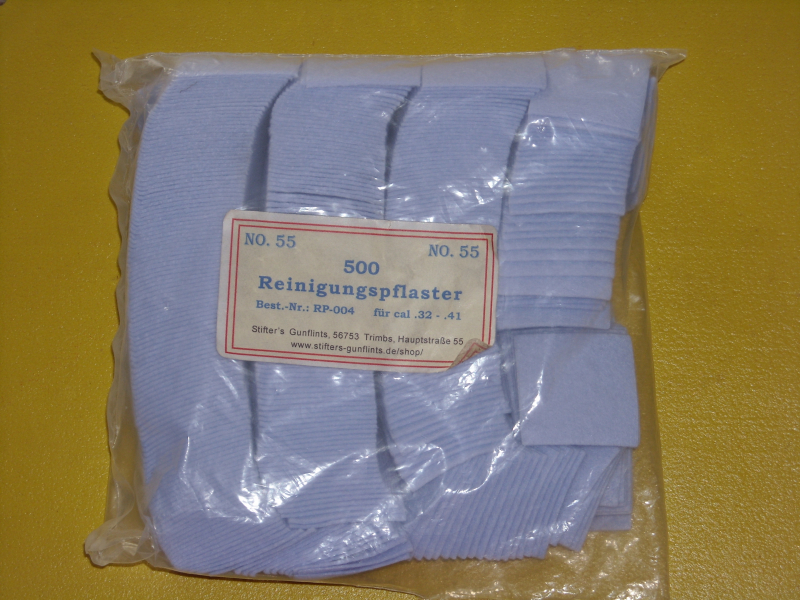 NO. 55
NO. 55
500
Reinigungspflaster
Best.-Nr.: RP-004 für cal .32 - .41
Stifter's Gunflints, 56753 Trimbs, Hauptstraße 55
www.stifters-gunflints.de/shop/